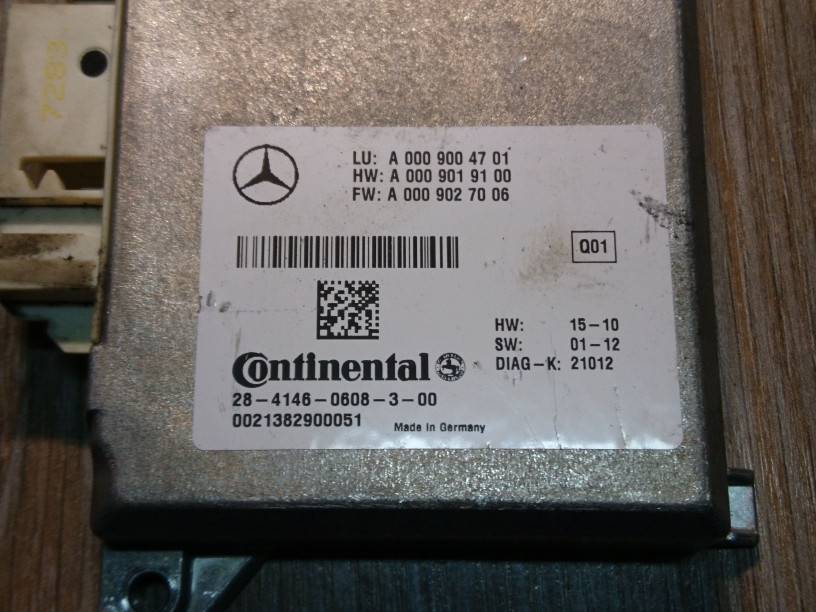 7283
LU: A 000 900 47 01
HW: A 000 901 91 00
FW: A 000 902 70 06
Q01
HW: 15-10
SW: 01-12
DIAG-K: 21012
Continental
28-4146-0608-3-00
0021382900051
Made in Germany